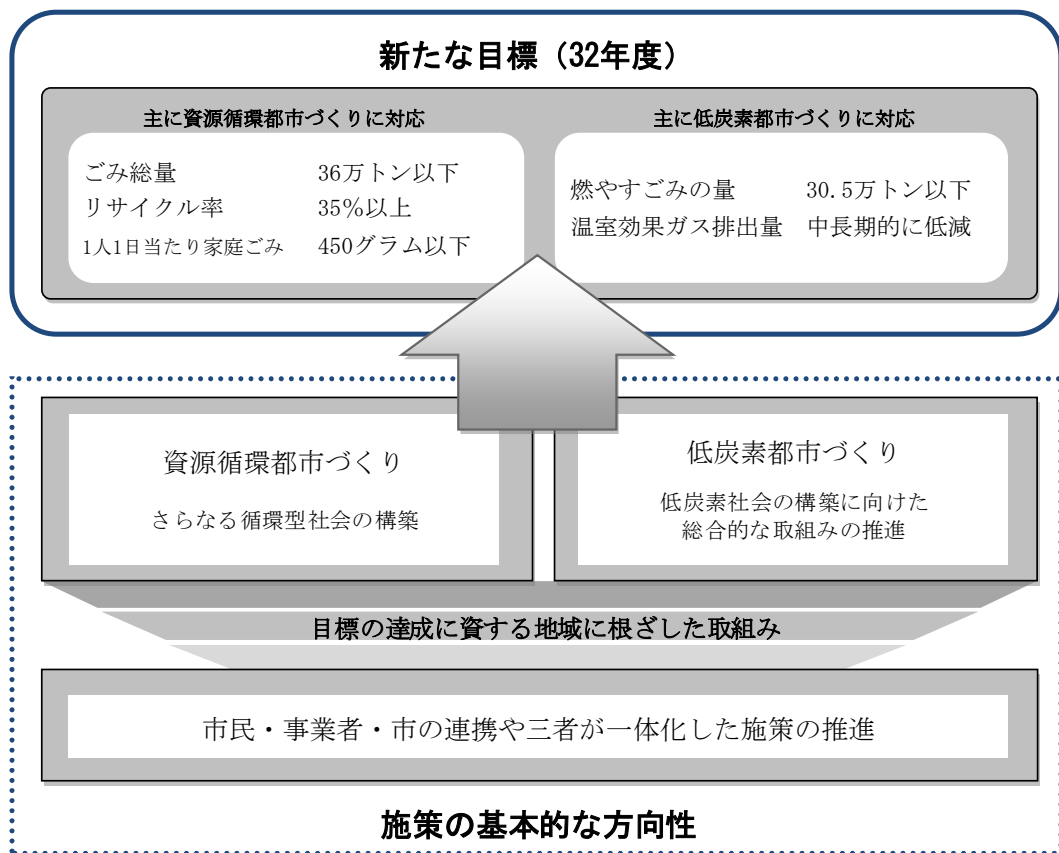 新たな目標（32年度）
主に資源循環都市づくりに対応
ごみ総量 36万トン以下
リサイクル率 35％以上
1人1日当たり家庭ごみ 450グラム以下
主に低炭素都市づくりに対応
燃やすごみの量 30.5万トン以下
温室効果ガス排出量 中長期的に低減
資源循環都市づくり
さらなる循環型社会の構築
低炭素都市づくり
低炭素社会の構築に向けた
総合的な取組みの推進
目標の達成に資する地域に根ざした取組み
市民・事業者・市の連携や三者が一体化した施策の推進
施策の基本的な方向性